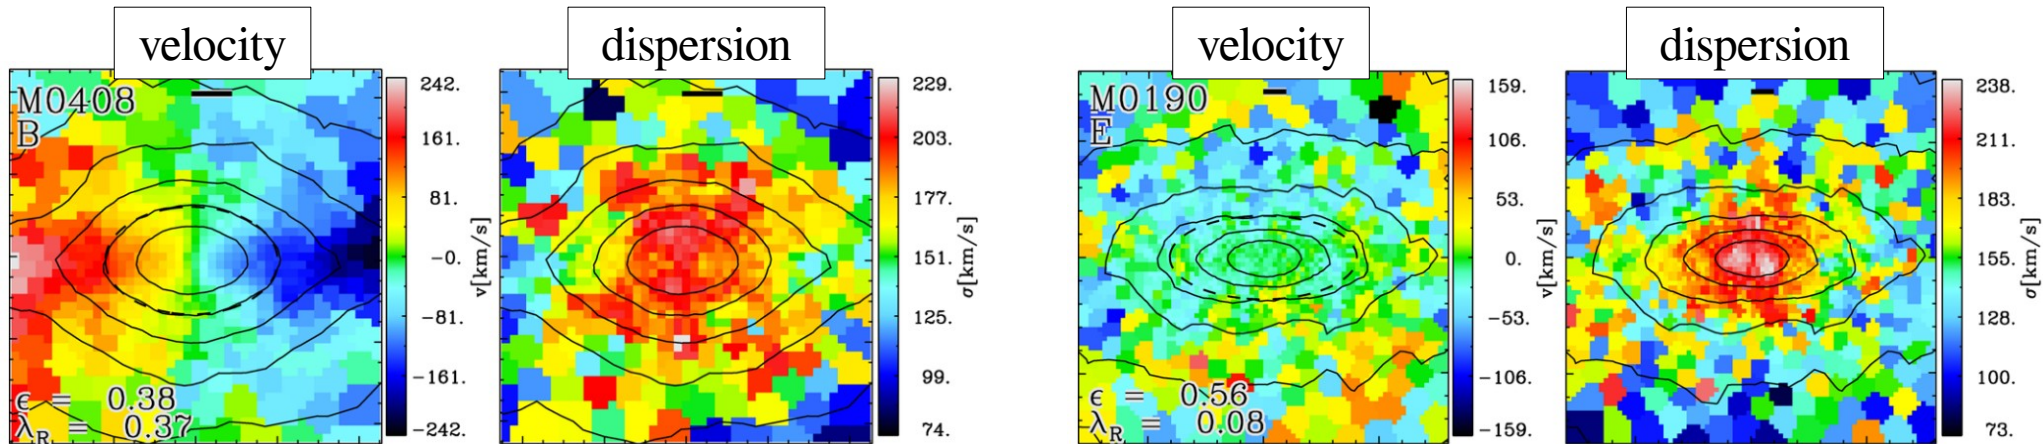 velocity
dispersion
velocity
dispersion
M0408
B
ϵ = 0.38
λR = 0.37
242.
161.
81.
-0.
-81.
-161.
-242.
v[km/s]
229.
203.
177.
151.
125.
99.
74.
σ[km/s]
M0190
E
ϵ = 0.56
λR = 0.08
159.
106.
53.
0.
-53.
-106.
-159.
v[km/s]
238.
211.
183.
155.
128.
100.
73.
σ[km/s]